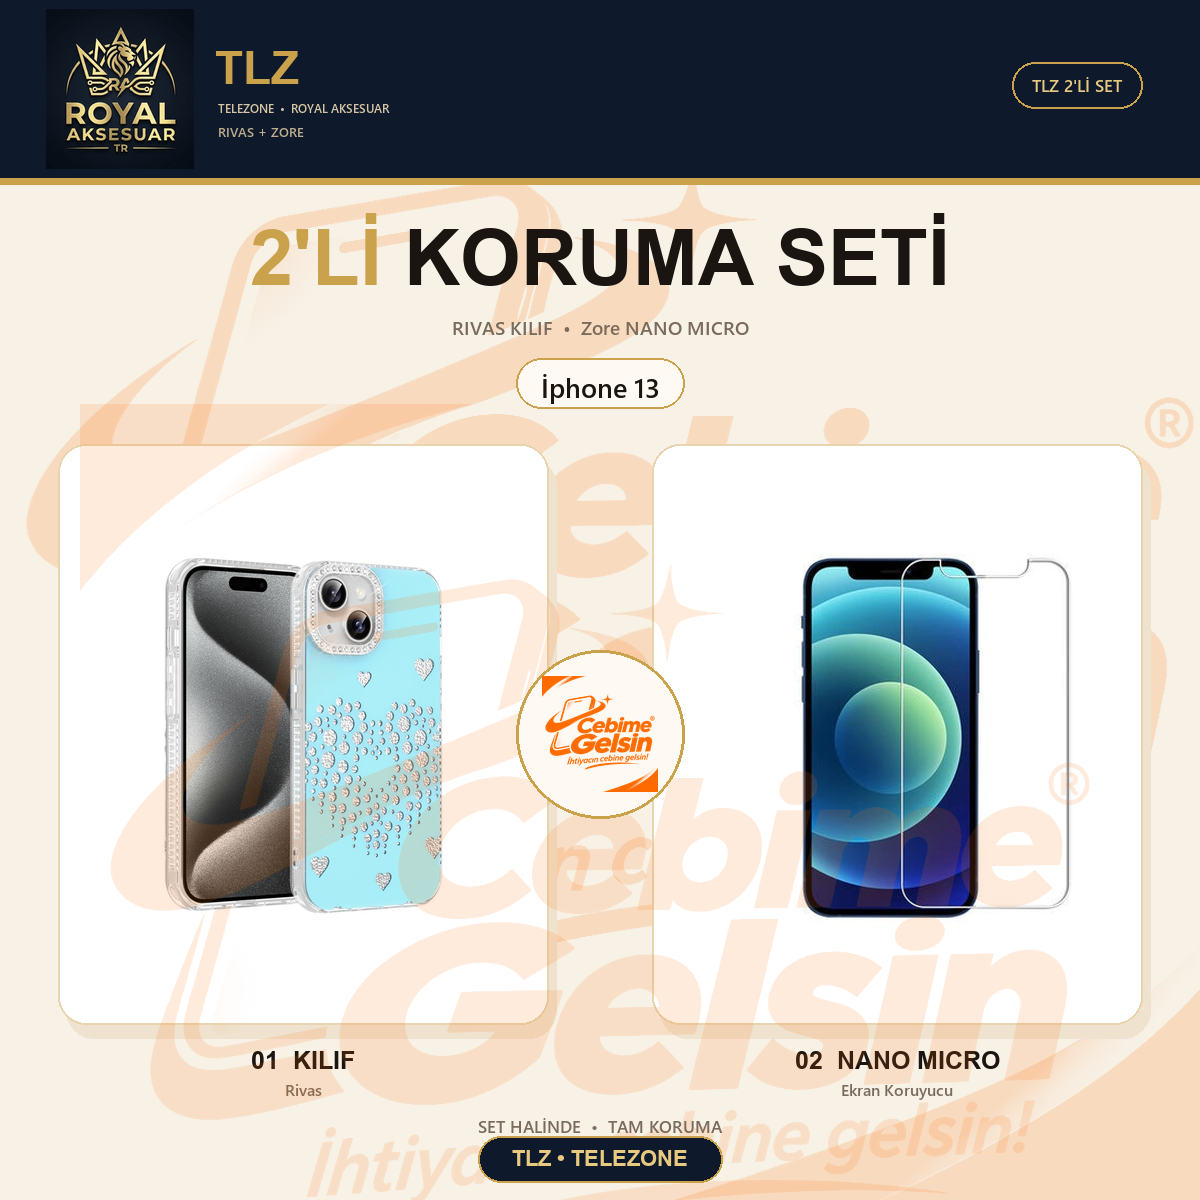 ROYAL
AKSESUAR
TR
TLZ
TELEZONE • ROYAL AKSESUAR
RIVAS + ZORE
TLZ 2'Lİ SET
2'Lİ KORUMA SETİ
RIVAS KILIF • Zore NANO MICRO
İphone 13
®
Cebime®
Gelsin
İhtiyacın cebine gelsin!
Cebime®
Gelsin
01 KILIF
Rivas
02 NANO MICRO
Ekran Koruyucu
SET HALİNDE • TAM KORUMA
TLZ • TELEZONE